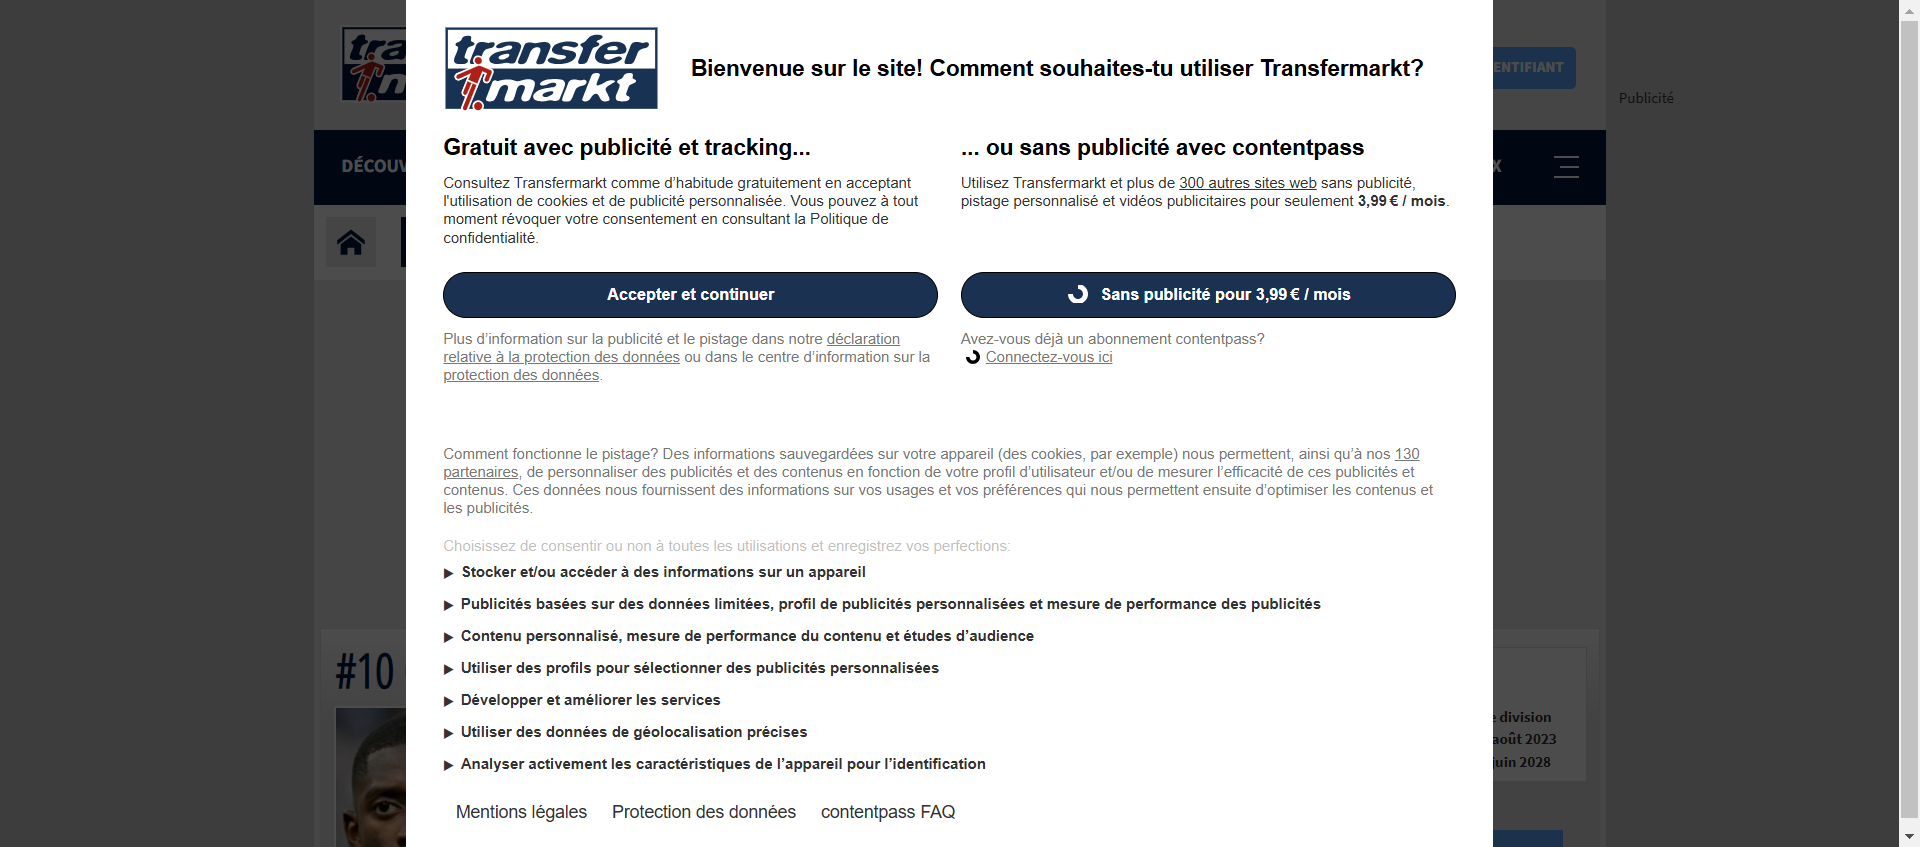 transfer
markt
Bienvenue sur le site! Comment souhaites-tu utiliser Transfermarkt?
ENTIFIANT
Publicité
DÉCOUV
X
Gratuit avec publicité et tracking...
Consultez Transfermarkt comme d’habitude gratuitement en acceptant
l'utilisation de cookies et de publicité personnalisée. Vous pouvez à tout
moment révoquer votre consentement en consultant la Politique de
confidentialité.
Accepter et continuer
Plus d’information sur la publicité et le pistage dans notre déclaration
relative à la protection des données ou dans le centre d’information sur la
protection des données.
... ou sans publicité avec contentpass
Utilisez Transfermarkt et plus de 300 autres sites web sans publicité,
pistage personnalisé et vidéos publicitaires pour seulement 3,99 € / mois.
Sans publicité pour 3,99 € / mois
Avez-vous déjà un abonnement contentpass?
Connectez-vous ici
Comment fonctionne le pistage? Des informations sauvegardées sur votre appareil (des cookies, par exemple) nous permettent, ainsi qu’à nos 130
partenaires, de personnaliser des publicités et des contenus en fonction de votre profil d’utilisateur et/ou de mesurer l’efficacité de ces publicités et
contenus. Ces données nous fournissent des informations sur vos usages et vos préférences qui nous permettent ensuite d’optimiser les contenus et
les publicités.
Choisissez de consentir ou non à toutes les utilisations et enregistrez vos perfections:
Stocker et/ou accéder à des informations sur un appareil
Publicités basées sur des données limitées, profil de publicités personnalisées et mesure de performance des publicités
Contenu personnalisé, mesure de performance du contenu et études d’audience
Utiliser des profils pour sélectionner des publicités personnalisées
Développer et améliorer les services
Utiliser des données de géolocalisation précises
Analyser activement les caractéristiques de l’appareil pour l’identification
Mentions légales Protection des données contentpass FAQ
#10
e division
août 2023
juin 2028